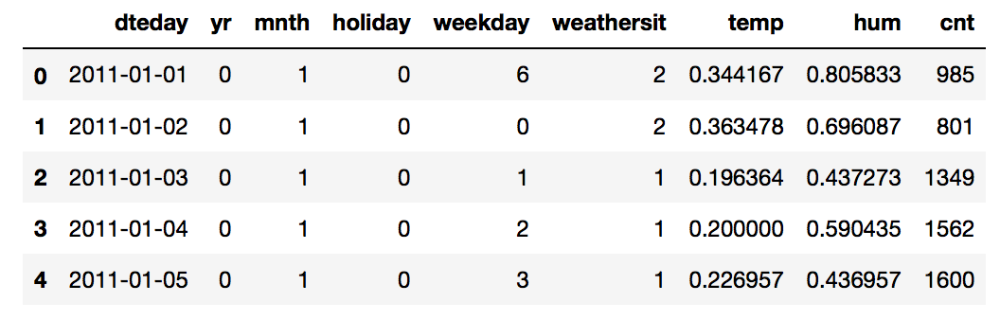 dteday yr mnth holiday weekday weathersit temp hum cnt
0 2011-01-01 0 1 0 6 2 0.344167 0.805833 985
1 2011-01-02 0 1 0 0 2 0.363478 0.696087 801
2 2011-01-03 0 1 0 1 1 0.196364 0.437273 1349
3 2011-01-04 0 1 0 2 1 0.200000 0.590435 1562
4 2011-01-05 0 1 0 3 1 0.226957 0.436957 1600